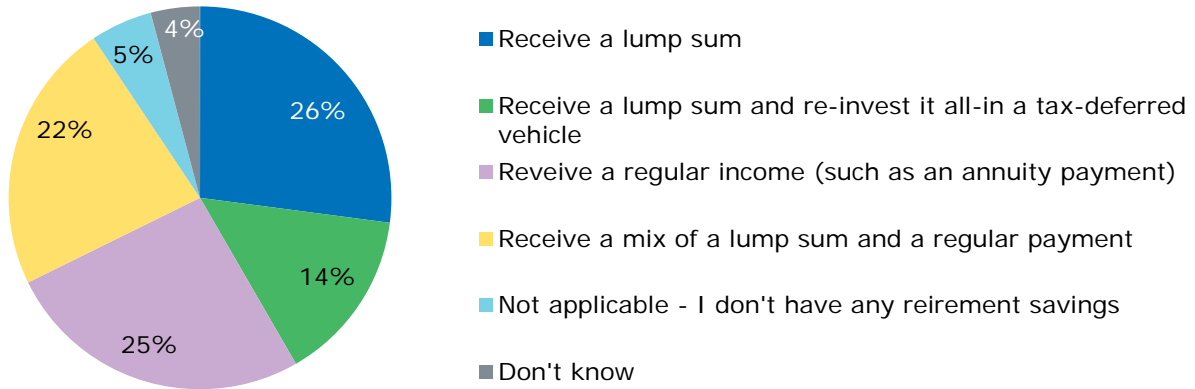 4%
5%
26%
22%
14%
25%
Receive a lump sum
Receive a lump sum and re-invest it all-in a tax-deferred
vehicle
Reveive a regular income (such as an annuity payment)
Receive a mix of a lump sum and a regular payment
Not applicable - I don't have any reirement savings
Don't know